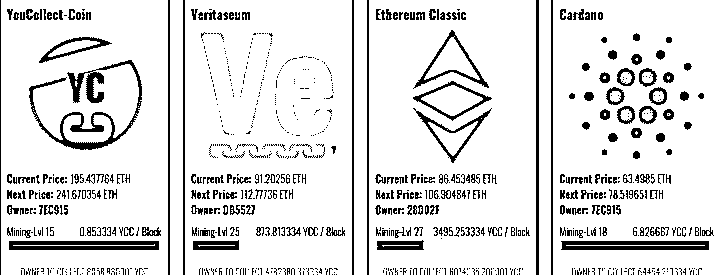 YouCollect-Coin
YC
Current Price: 195.437764 ETH
Next Price: 241.670354 ETH
Owner: 7EC915
Mining-Lvl 15 0.853334 YCC / Block
Veritaseum
Ve
Current Price: 91.20256 ETH
Next Price: 112.77736 ETH
Owner: DB5527
Mining-Lvl 25 873.813334 YCC / Block
Ethereum Classic
Current Price: 86.453485 ETH
Next Price: 106.904847 ETH
Owner: 28D02F
Mining-Lvl 27 3495.253334 YCC / Block
Cardano
Current Price: 63.4985 ETH
Next Price: 78.519651 ETH
Owner: 7EC915
Mining-Lvl 18 6.826667 YCC / Block